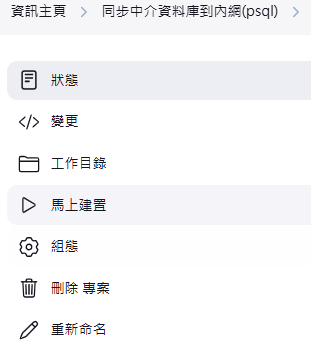 資訊主頁 > 同步中介資料庫到內網(psql) >
狀態
變更
工作目錄
馬上建置
組態
刪除 專案
重新命名